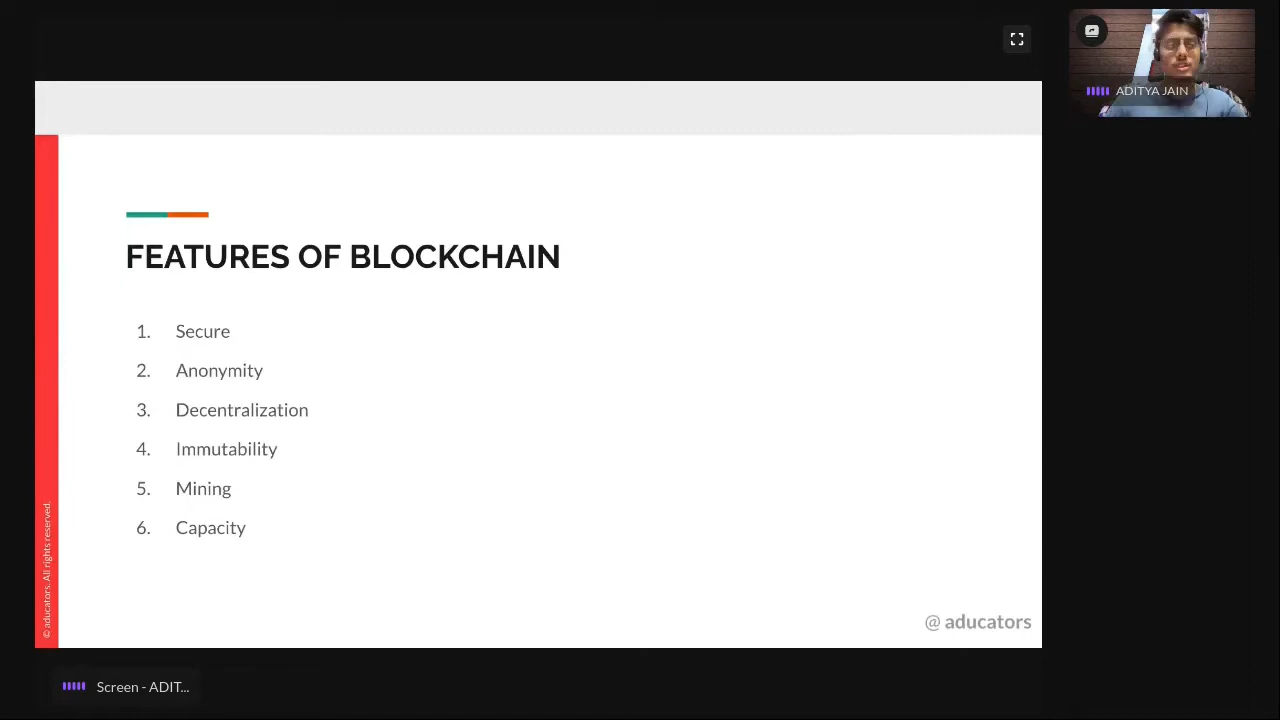 ADITYA JAIN
FEATURES OF BLOCKCHAIN
1. Secure
2. Anonymity
3. Decentralization
4. Immutability
5. Mining
6. Capacity
© aducators. All rights reserved.
@ aducators
Screen - ADIT...